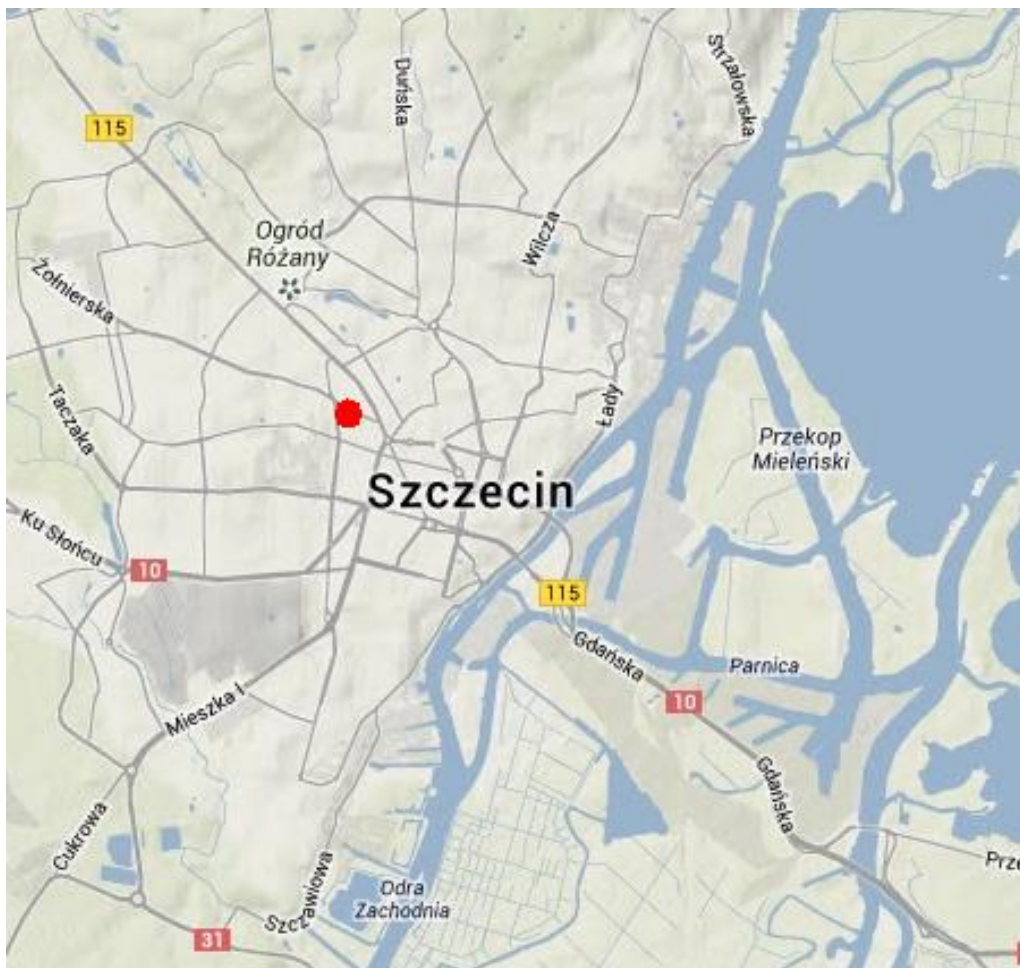 Duńska
Strzałowska
115
Ogród
Różany
Wilcza
Żołnierska
Taczaka
Łady
Przekop
Mieleński
Szczecin
Ku Słońcu
10
115
Gdańska
Parnica
10
Mieszka I
Gdańska
Cukrowa
Prze
Odra
Zachodnia
Szczawiowa
31